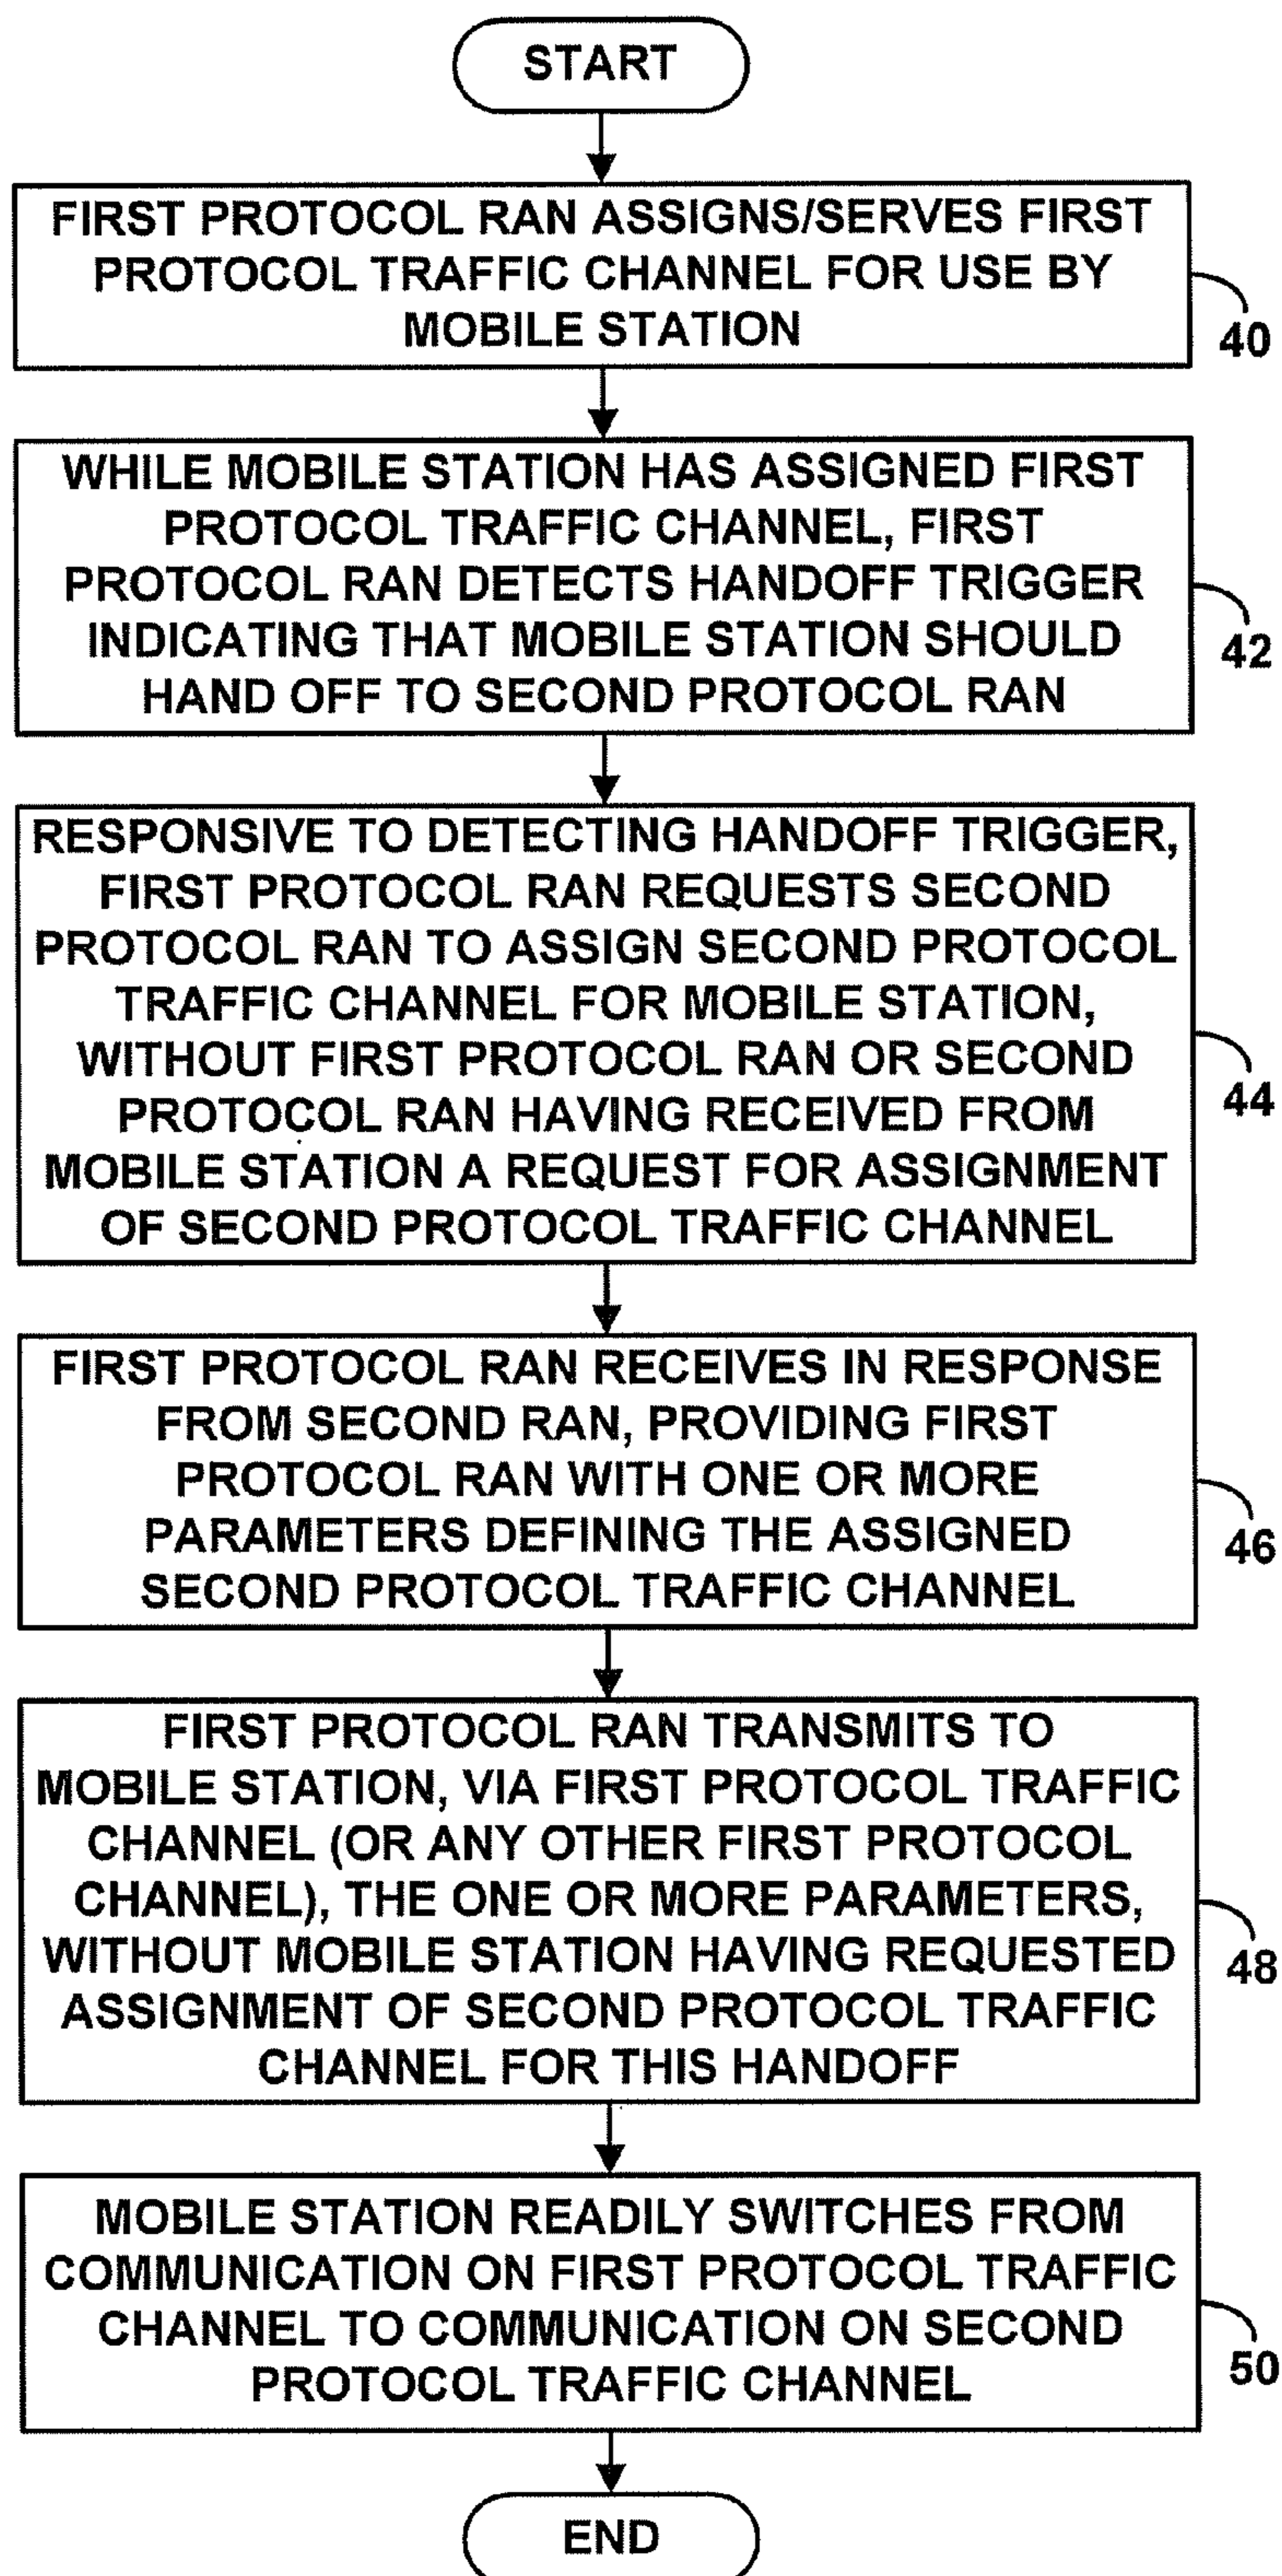 START
FIRST PROTOCOL RAN ASSIGNS/SERVES FIRST
PROTOCOL TRAFFIC CHANNEL FOR USE BY
MOBILE STATION
40
WHILE MOBILE STATION HAS ASSIGNED FIRST
PROTOCOL TRAFFIC CHANNEL, FIRST
PROTOCOL RAN DETECTS HANDOFF TRIGGER
INDICATING THAT MOBILE STATION SHOULD
HAND OFF TO SECOND PROTOCOL RAN
42
RESPONSIVE TO DETECTING HANDOFF TRIGGER,
FIRST PROTOCOL RAN REQUESTS SECOND
PROTOCOL RAN TO ASSIGN SECOND PROTOCOL
TRAFFIC CHANNEL FOR MOBILE STATION,
WITHOUT FIRST PROTOCOL RAN OR SECOND
PROTOCOL RAN HAVING RECEIVED FROM
MOBILE STATION A REQUEST FOR ASSIGNMENT
OF SECOND PROTOCOL TRAFFIC CHANNEL
44
FIRST PROTOCOL RAN RECEIVES IN RESPONSE
FROM SECOND RAN, PROVIDING FIRST
PROTOCOL RAN WITH ONE OR MORE
PARAMETERS DEFINING THE ASSIGNED
SECOND PROTOCOL TRAFFIC CHANNEL
46
FIRST PROTOCOL RAN TRANSMITS TO
MOBILE STATION, VIA FIRST PROTOCOL TRAFFIC
CHANNEL (OR ANY OTHER FIRST PROTOCOL
CHANNEL), THE ONE OR MORE PARAMETERS,
WITHOUT MOBILE STATION HAVING REQUESTED
ASSIGNMENT OF SECOND PROTOCOL TRAFFIC
CHANNEL FOR THIS HANDOFF
48
MOBILE STATION READILY SWITCHES FROM
COMMUNICATION ON FIRST PROTOCOL TRAFFIC
CHANNEL TO COMMUNICATION ON SECOND
PROTOCOL TRAFFIC CHANNEL
50
END